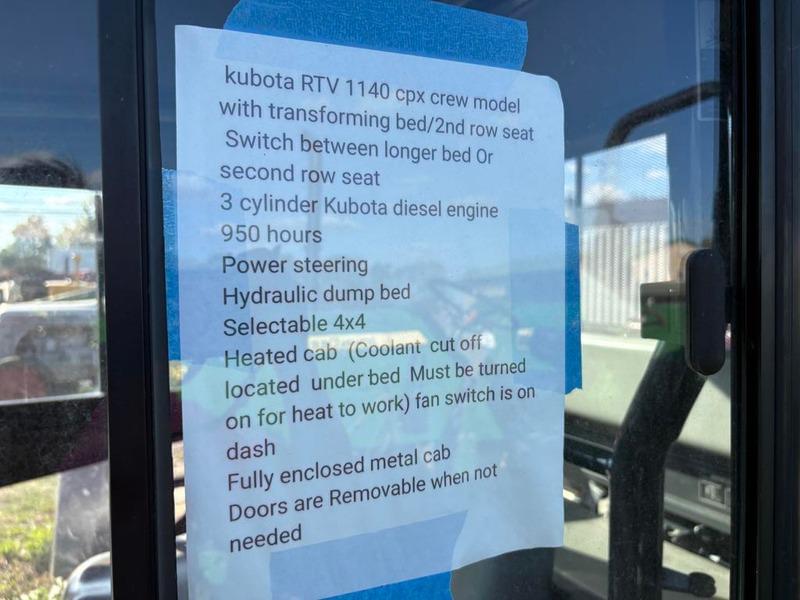 kubota RTV 1140 cpx crew model
with transforming bed/2nd row seat
Switch between longer bed Or
second row seat
3 cylinder Kubota diesel engine
950 hours
Power steering
Hydraulic dump bed
Selectable 4x4
Heated cab (Coolant cut off
located under bed Must be turned
on for heat to work) fan switch is on
dash
Fully enclosed metal cab
Doors are Removable when not
needed